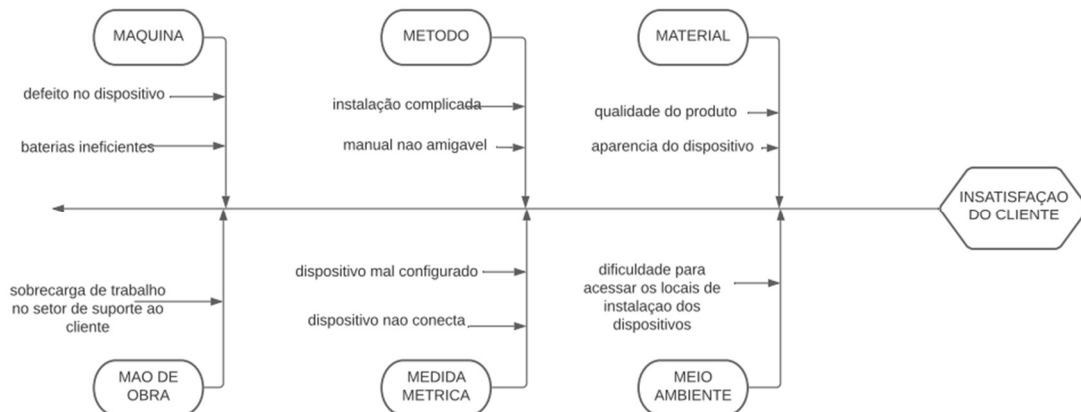 MAQUINA
METODO
MATERIAL
defeito no dispositivo
baterias ineficientes
instalação complicada
manual nao amigavel
qualidade do produto
aparencia do dispositivo
INSATISFAÇAO
DO CLIENTE
sobrecarga de trabalho
no setor de suporte ao
cliente
dispositivo mal configurado
dispositivo nao conecta
dificuldade para
acessar os locais de
instalaçao dos
dispositivos
MAO DE
OBRA
MEDIDA
METRICA
MEIO
AMBIENTE